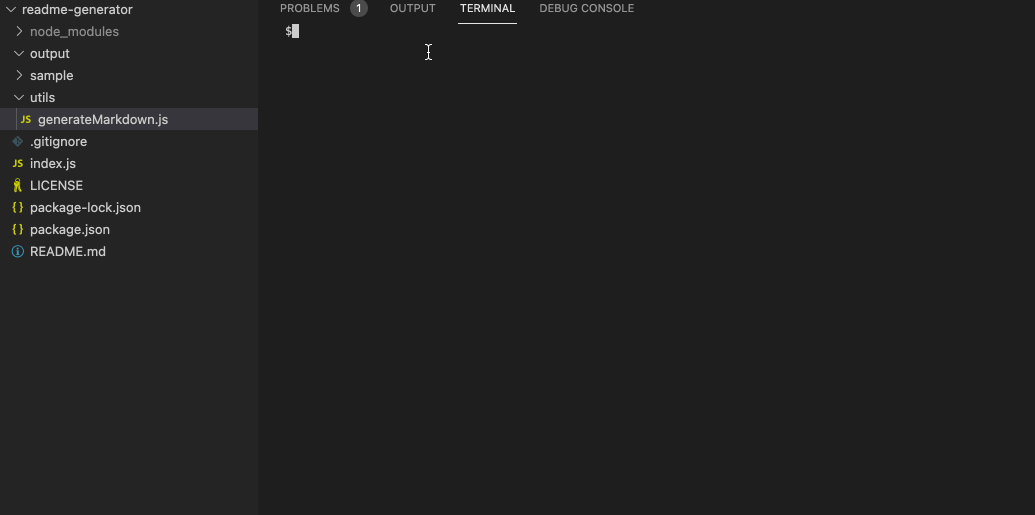 readme-generator
node_modules
output
sample
utils
JS generateMarkdown.js
.gitignore
JS index.js
LICENSE
{ } package-lock.json
{ } package.json
README.md
PROBLEMS 1 OUTPUT TERMINAL DEBUG CONSOLE
$